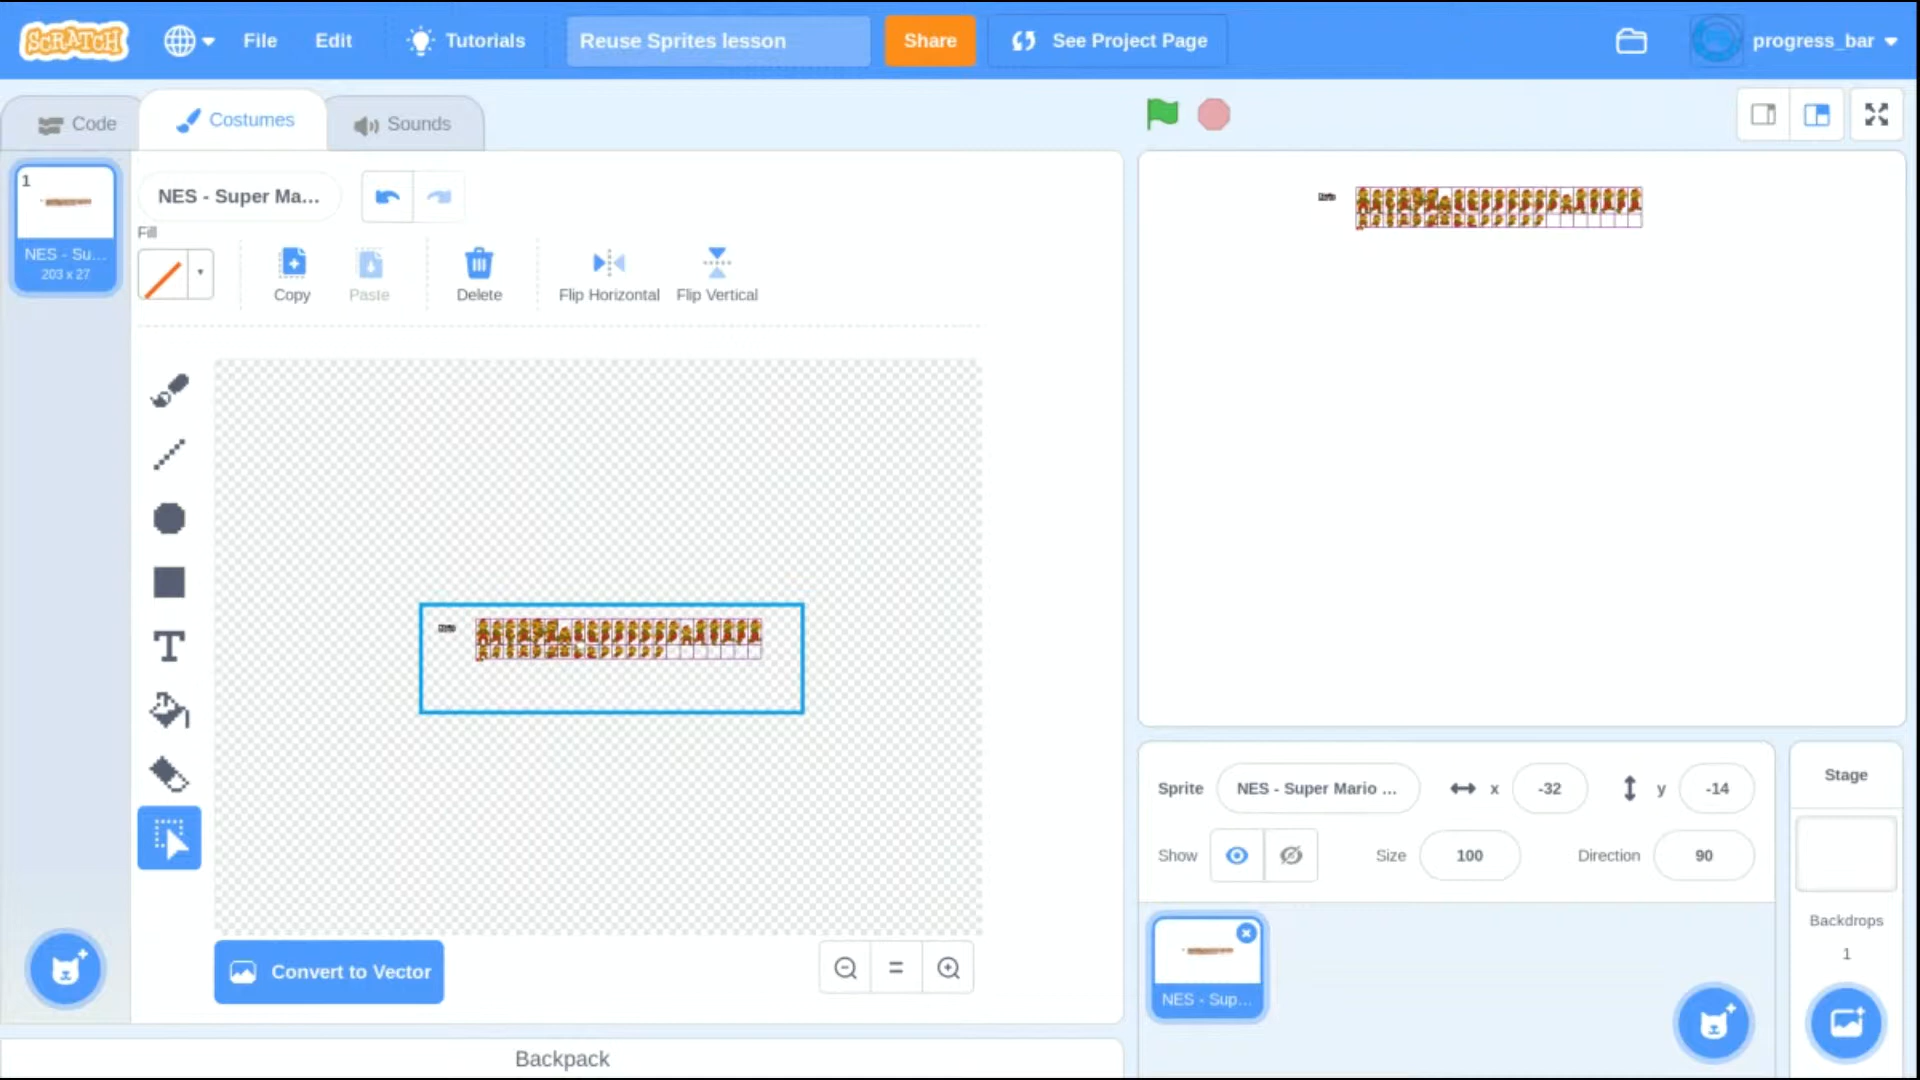 SCRATCH
File
Edit
Tutorials
Reuse Sprites lesson
Share
See Project Page
progress_bar
Code
Costumes
Sounds
1
NES - Su...
203 x 27
NES - Super Ma...
Fill
Copy
Paste
Delete
Flip Horizontal
Flip Vertical
T
Convert to Vector
Backpack
Sprite
NES - Super Mario ...
x
-32
y
-14
Show
Size
100
Direction
90
NES - Sup...
Stage
Backdrops
1